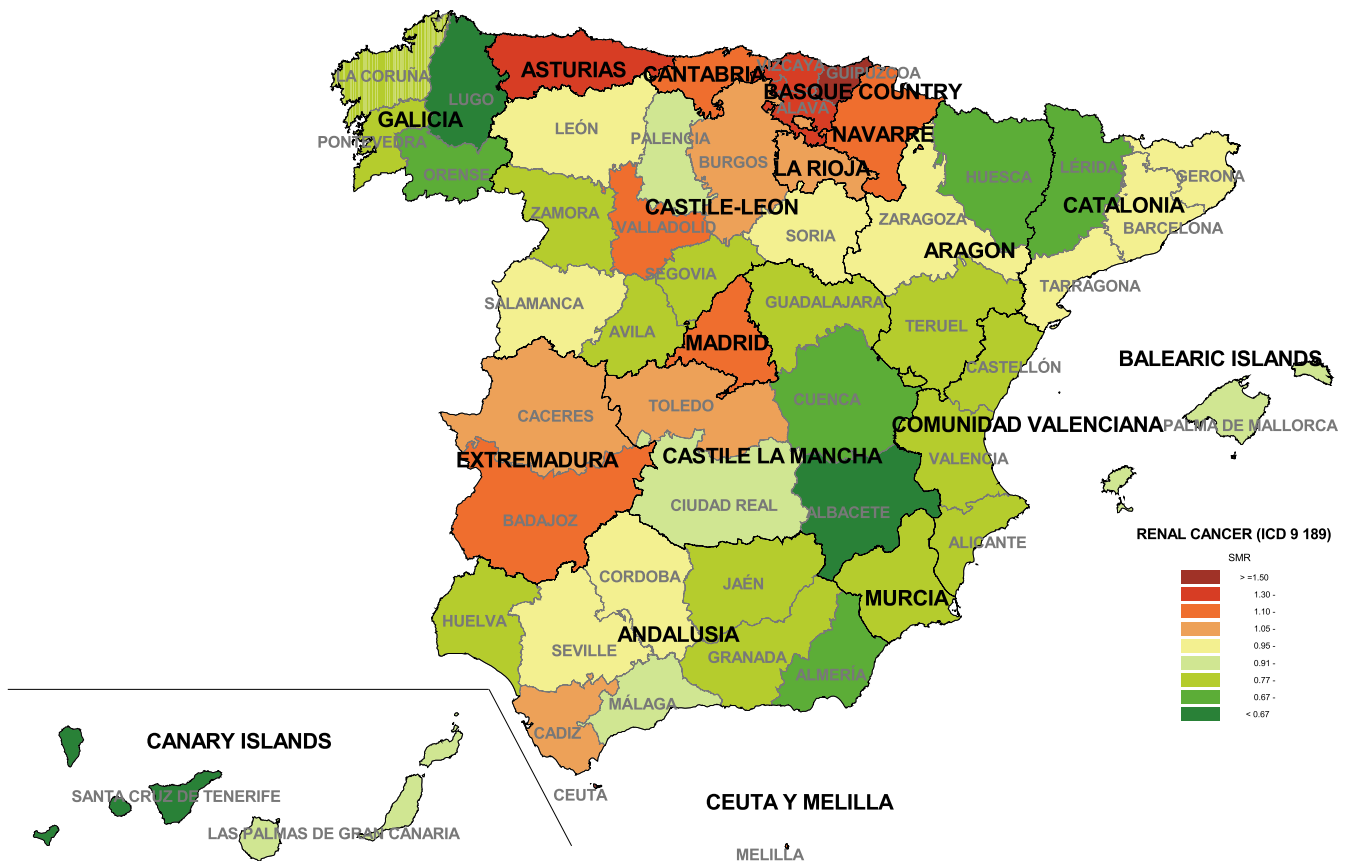 VIZCAYA
GUIPUZCOA
ASTURIAS
CANTABRIA
LA CORUÑA
BASQUE COUNTRY
LUGO
ALAVA
GALICIA
LEÓN
PALENCIA
NAVARRE
PONTEVEDRA
BURGOS
LA RIOJA
ORENSE
HUESCA
LÉRIDA
GERONA
ZAMORA
CASTILE-LEON
CATALONIA
VALLADOLID
ZARAGOZA
BARCELONA
SORIA
ARAGON
SEGOVIA
TARRAGONA
SALAMANCA
GUADALAJARA
AVILA
TERUEL
MADRID
BALEARIC ISLANDS
CASTELLÓN
CUENCA
TOLEDO
CACERES
COMUNIDAD VALENCIANA
PALMA DE MALLORCA
EXTREMADURA
CASTILE LA MANCHA
VALENCIA
CIUDAD REAL
ALBACETE
BADAJOZ
ALICANTE
CORDOBA
JAÉN
MURCIA
HUELVA
ANDALUSIA
SEVILLE
GRANADA
ALMERÍA
MÁLAGA
CADIZ
RENAL CANCER (ICD 9 189)
SMR
> =1.50
1.30 -
1.10 -
1.05 -
0.95 -
0.91 -
0.77 -
0.67 -
< 0.67
CANARY ISLANDS
SANTA CRUZ DE TENERIFE
LAS PALMAS DE GRAN CANARIA
CEUTA
CEUTA Y MELILLA
MELILLA